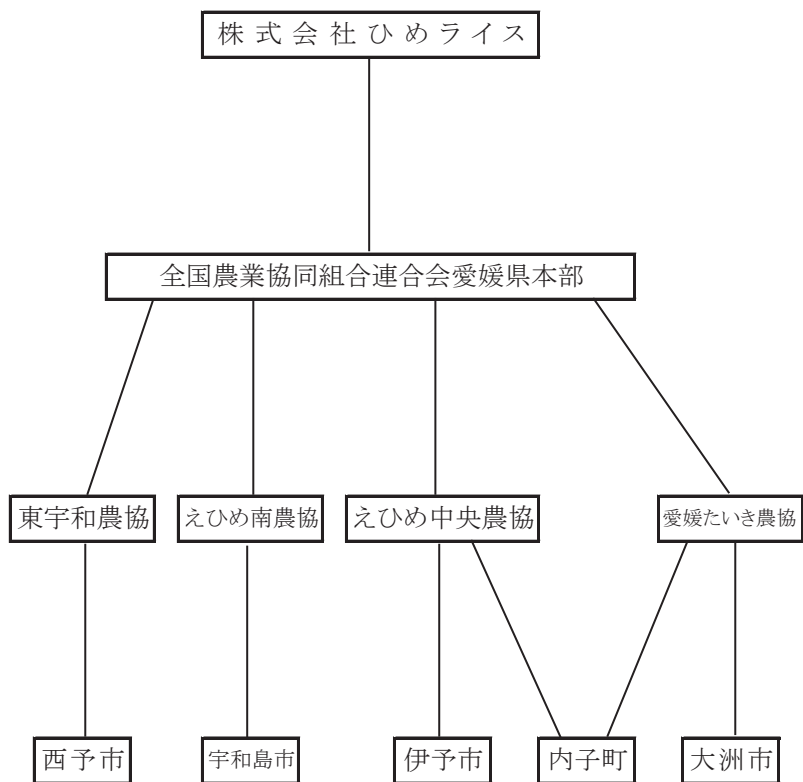 株式会社ひめライス
全国農業協同組合連合会愛媛県本部
東宇和農協
えひめ南農協
えひめ中央農協
愛媛たいき農協
西予市
宇和島市
伊予市
内子町
大洲市